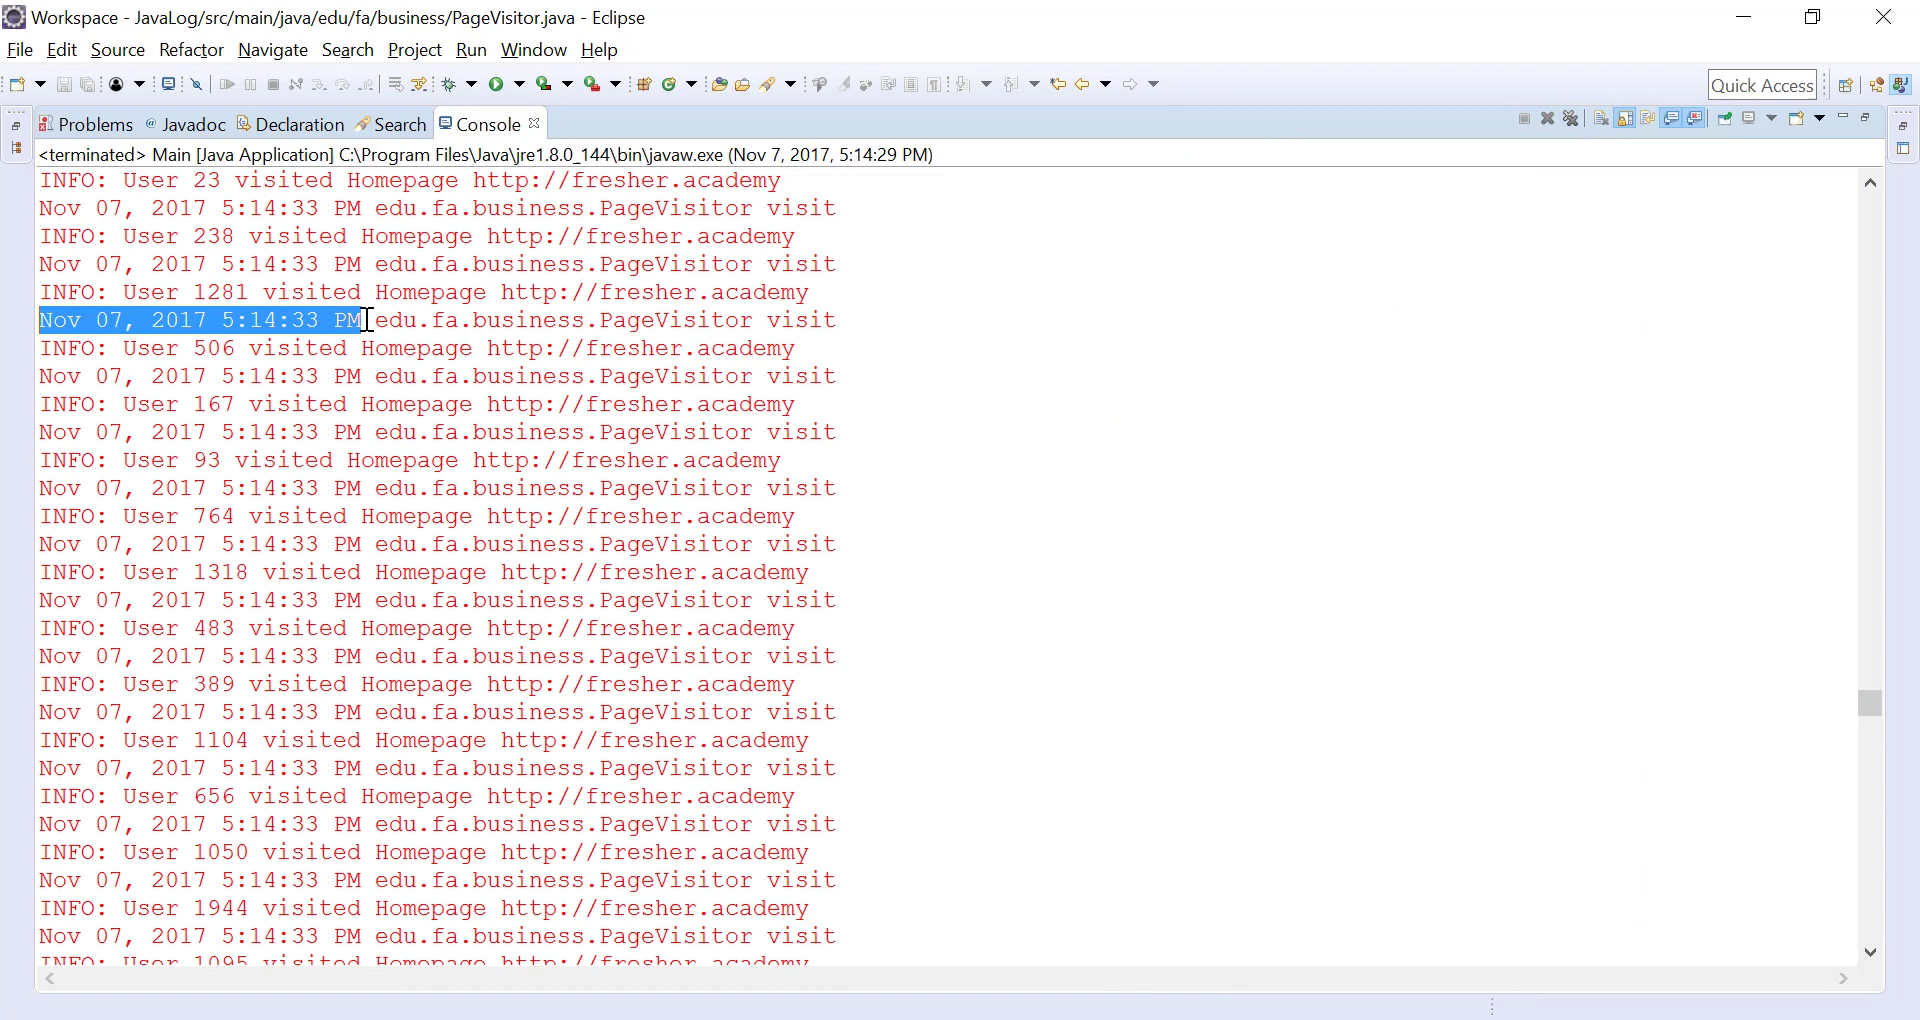 Workspace - JavaLog/src/main/java/edu/fa/business/PageVisitor.java - Eclipse
File Edit Source Refactor Navigate Search Project Run Window Help
Quick Access
Problems @ Javadoc Declaration Search Console
<terminated> Main [Java Application] C:\Program Files\Java\jre1.8.0_144\bin\javaw.exe (Nov 7, 2017, 5:14:29 PM)
INFO: User 23 visited Homepage http://fresher.academy
Nov 07, 2017 5:14:33 PM edu.fa.business.PageVisitor visit
INFO: User 238 visited Homepage http://fresher.academy
Nov 07, 2017 5:14:33 PM edu.fa.business.PageVisitor visit
INFO: User 1281 visited Homepage http://fresher.academy
Nov 07, 2017 5:14:33 PM edu.fa.business.PageVisitor visit
INFO: User 506 visited Homepage http://fresher.academy
Nov 07, 2017 5:14:33 PM edu.fa.business.PageVisitor visit
INFO: User 167 visited Homepage http://fresher.academy
Nov 07, 2017 5:14:33 PM edu.fa.business.PageVisitor visit
INFO: User 93 visited Homepage http://fresher.academy
Nov 07, 2017 5:14:33 PM edu.fa.business.PageVisitor visit
INFO: User 764 visited Homepage http://fresher.academy
Nov 07, 2017 5:14:33 PM edu.fa.business.PageVisitor visit
INFO: User 1318 visited Homepage http://fresher.academy
Nov 07, 2017 5:14:33 PM edu.fa.business.PageVisitor visit
INFO: User 483 visited Homepage http://fresher.academy
Nov 07, 2017 5:14:33 PM edu.fa.business.PageVisitor visit
INFO: User 389 visited Homepage http://fresher.academy
Nov 07, 2017 5:14:33 PM edu.fa.business.PageVisitor visit
INFO: User 1104 visited Homepage http://fresher.academy
Nov 07, 2017 5:14:33 PM edu.fa.business.PageVisitor visit
INFO: User 656 visited Homepage http://fresher.academy
Nov 07, 2017 5:14:33 PM edu.fa.business.PageVisitor visit
INFO: User 1050 visited Homepage http://fresher.academy
Nov 07, 2017 5:14:33 PM edu.fa.business.PageVisitor visit
INFO: User 1944 visited Homepage http://fresher.academy
Nov 07, 2017 5:14:33 PM edu.fa.business.PageVisitor visit
INFO: User 1095 visited Homepage http://fresher.academy